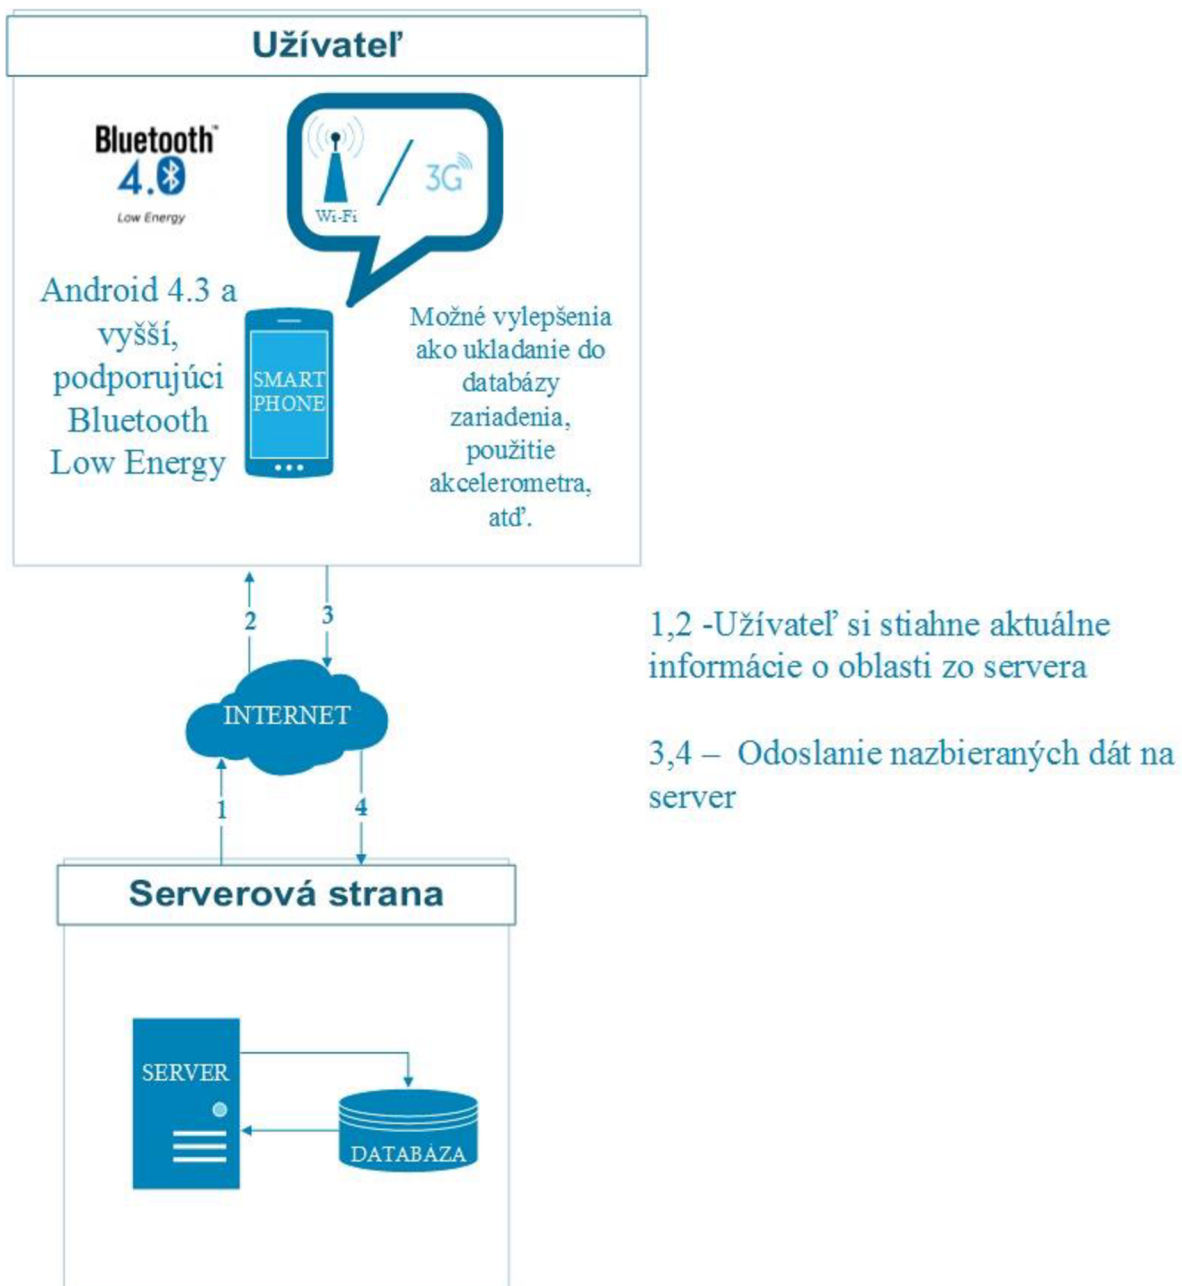 Užívateľ
Bluetooth™
4.0
Low Energy
Wi-Fi
3G
Android 4.3 a
vyšší,
podporujúci
Bluetooth
Low Energy
SMART
PHONE
Možné vylepšenia
ako ukladanie do
databázy
zariadenia,
použitie
akcelerometra,
atď.
2
3
INTERNET
1
4
1,2 -Užívateľ si stiahne aktuálne
informácie o oblasti zo servera
3,4 – Odoslanie nazbieraných dát na
server
Serverová strana
SERVER
DATABÁZA